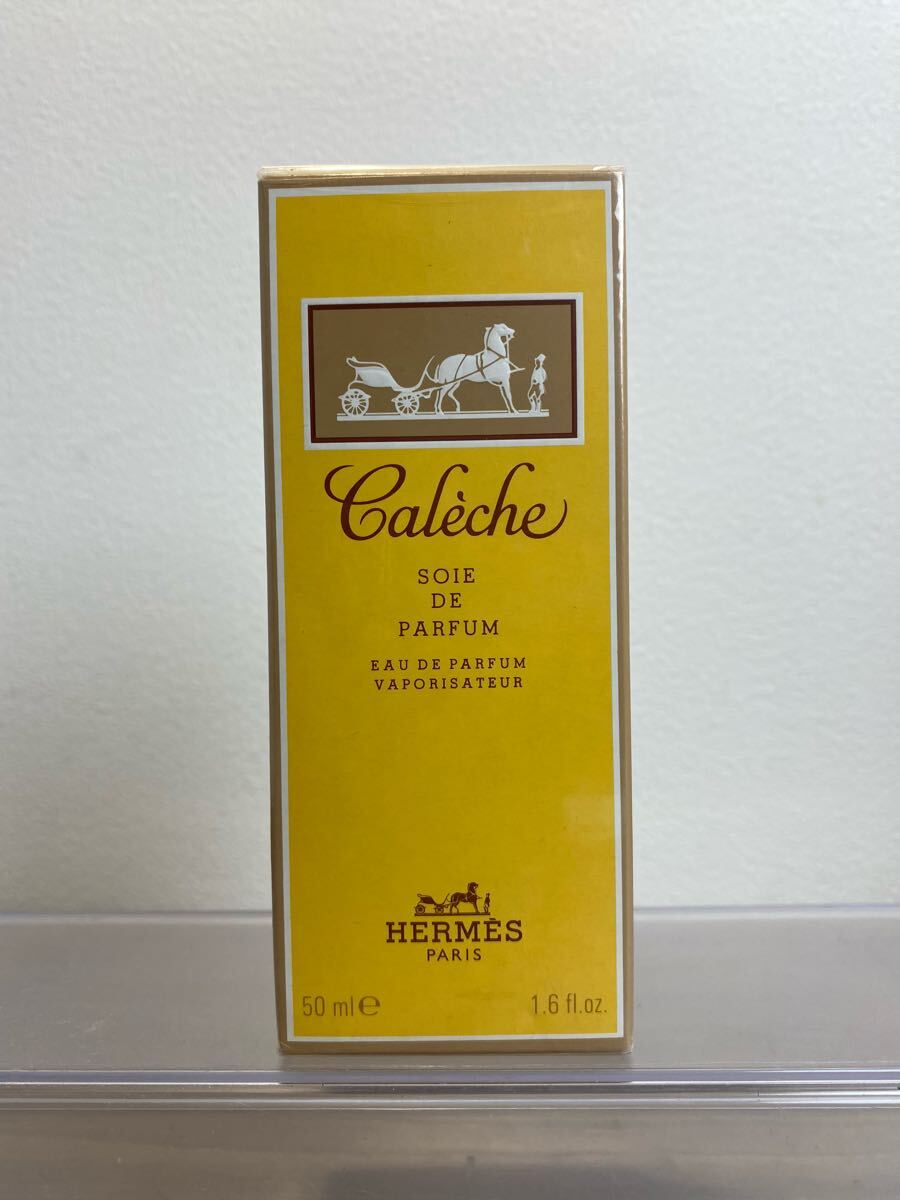 Calèche
SOIE
DE
PARFUM
EAU DE PARFUM
VAPORISATEUR
HERMÈS
PARIS
50 ml ℮ 1.6 fl.oz.